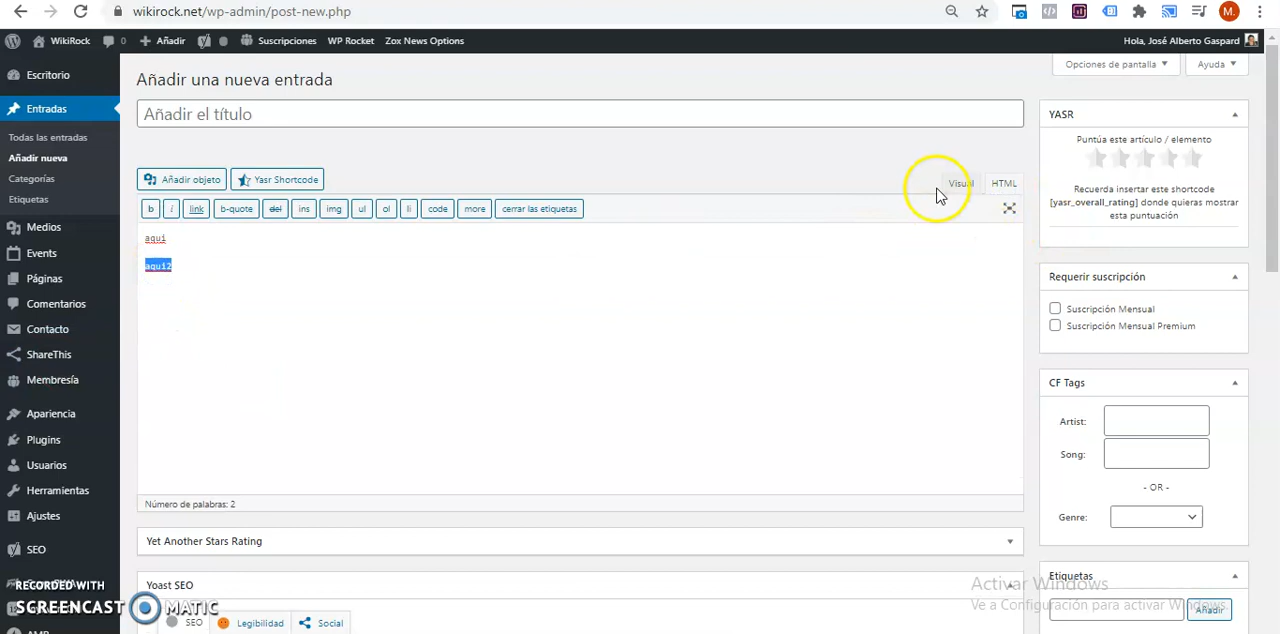 wikirock.net/wp-admin/post-new.php
M.
WikiRock
0
Añadir
Suscripciones
WP Rocket
Zox News Options
Hola, José Alberto Gaspard
Escritorio
Entradas
Todas las entradas
Añadir nueva
Categorías
Etiquetas
Medios
Events
Páginas
Comentarios
Contacto
ShareThis
Membresía
Apariencia
Plugins
Usuarios
Herramientas
Ajustes
SEO
AMP
Opciones de pantalla
Ayuda
Añadir una nueva entrada
Añadir el título
Añadir objeto
Yasr Shortcode
Visual
HTML
b
i
link
b-quote
del
ins
img
ul
ol
li
code
more
cerrar las etiquetas
aqui
aqui2
Número de palabras: 2
Yet Another Stars Rating
Yoast SEO
SEO
Legibilidad
Social
YASR
Puntúa este artículo / elemento
Recuerda insertar este shortcode
[yasr_overall_rating] donde quieras mostrar
esta puntuación
Requerir suscripción
Suscripción Mensual
Suscripción Mensual Premium
CF Tags
Artist:
Song:
- OR -
Genre:
Etiquetas
Añadir
Activar Windows
Ve a Configuración para activar Windows.
RECORDED WITH
SCREENCAST MATIC